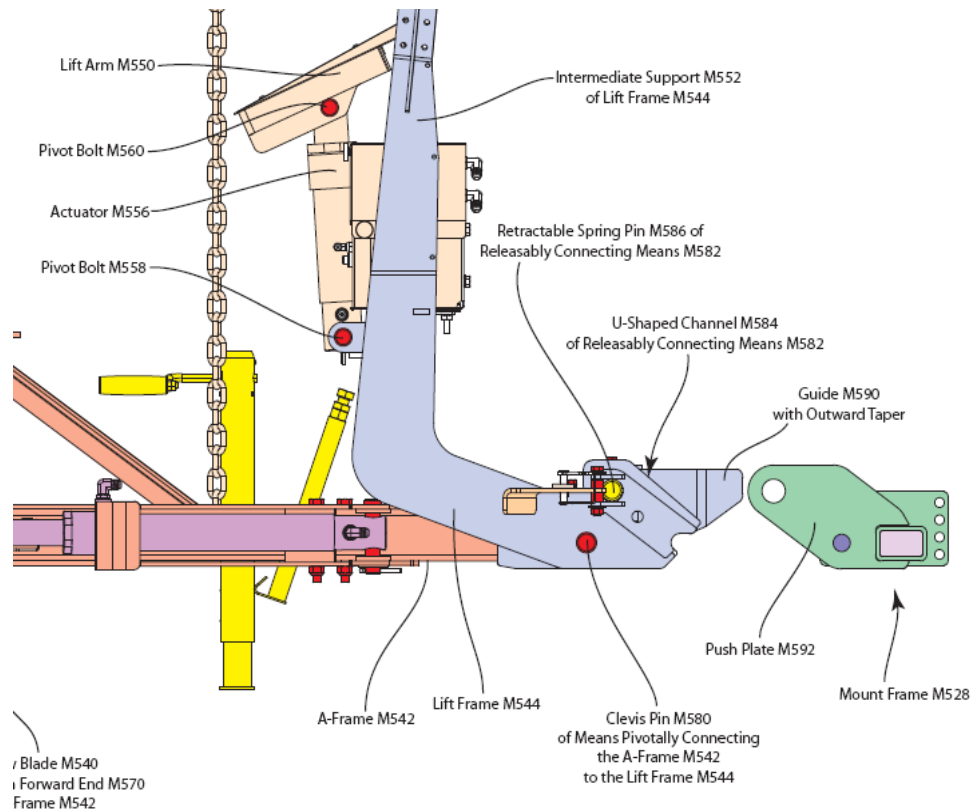 Lift Arm M550
Pivot Bolt M560
Actuator M556
Pivot Bolt M558
Intermediate Support M552
of Lift Frame M544
Retractable Spring Pin M586 of
Releasably Connecting Means M582
U-Shaped Channel M584
of Releasably Connecting Means M582
Guide M590
with Outward Taper
Push Plate M592
Mount Frame M528
A-Frame M542
Lift Frame M544
Clevis Pin M580
of Means Pivotally Connecting
the A-Frame M542
to the Lift Frame M544
Blade M540
Forward End M570
Frame M542